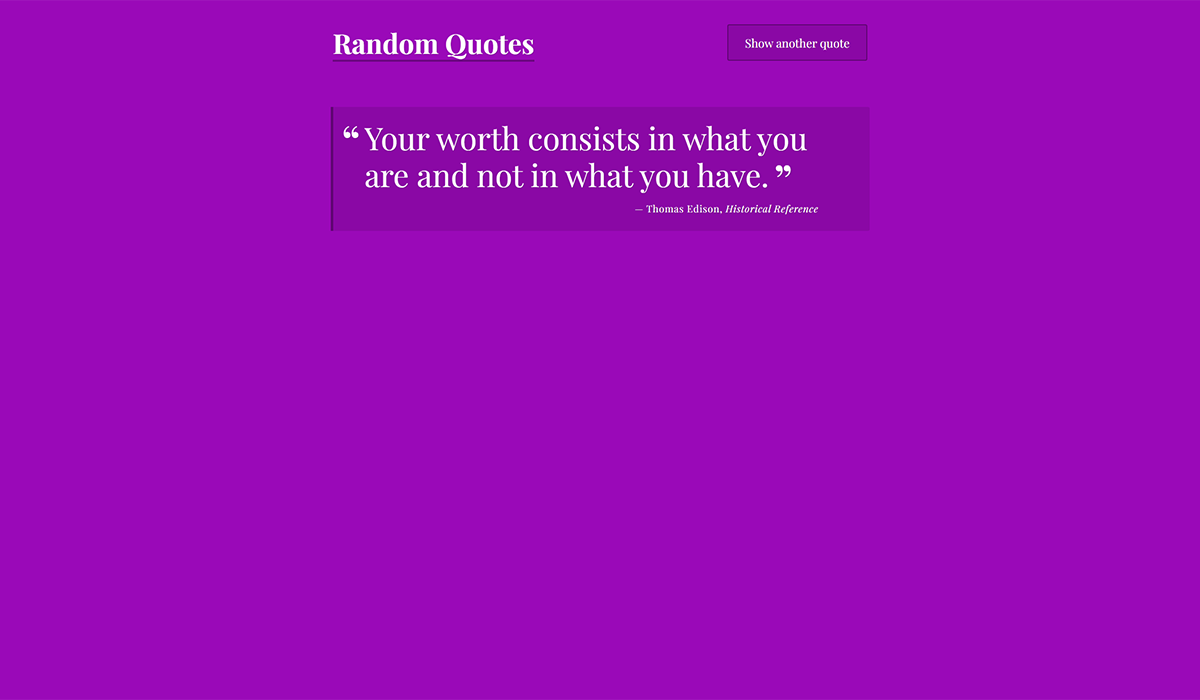 Random Quotes
Show another quote
“ Your worth consists in what you
are and not in what you have. ”
— Thomas Edison, Historical Reference